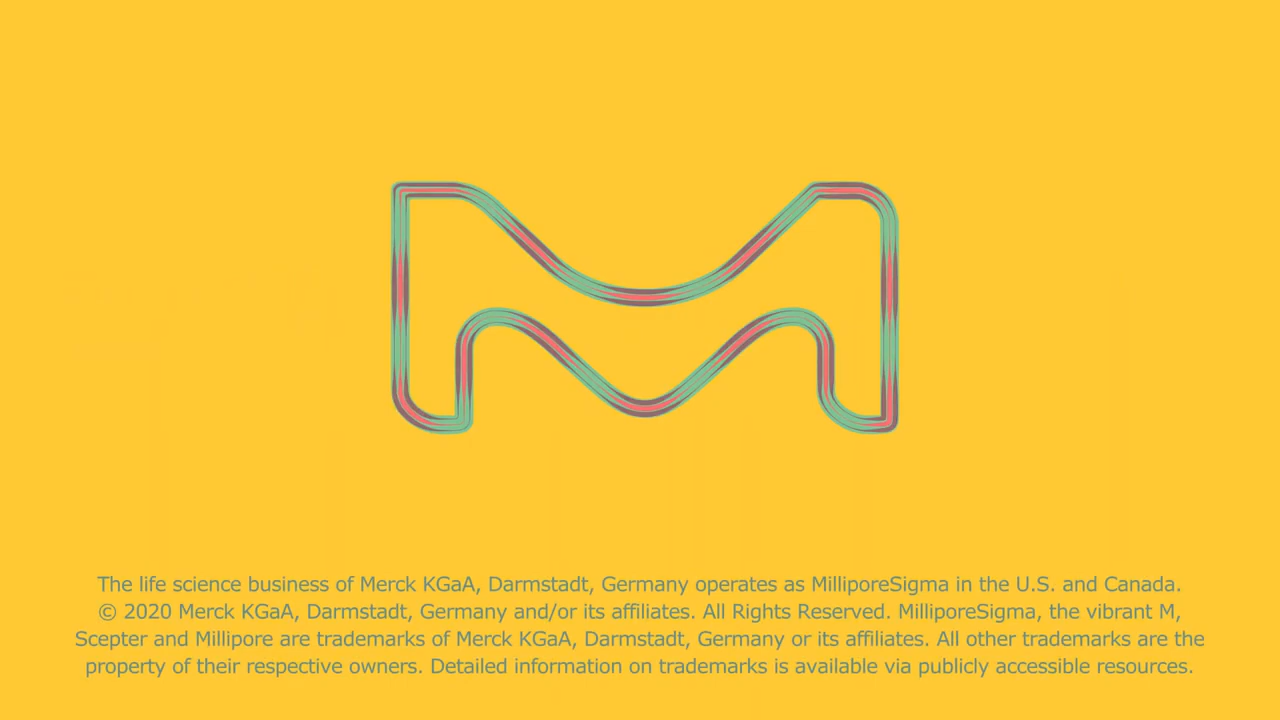 The life science business of Merck KGaA, Darmstadt, Germany operates as MilliporeSigma in the U.S. and Canada.
© 2020 Merck KGaA, Darmstadt, Germany and/or its affiliates. All Rights Reserved. MilliporeSigma, the vibrant M,
Scepter and Millipore are trademarks of Merck KGaA, Darmstadt, Germany or its affiliates. All other trademarks are the
property of their respective owners. Detailed information on trademarks is available via publicly accessible resources.